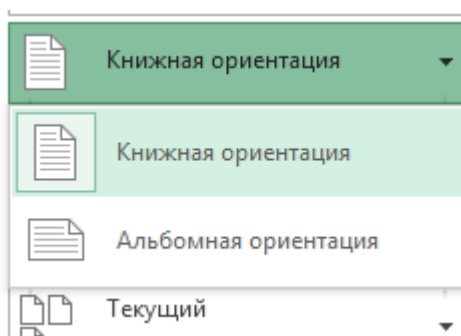 Книжная ориентация
Книжная ориентация
Альбомная ориентация
Текущий